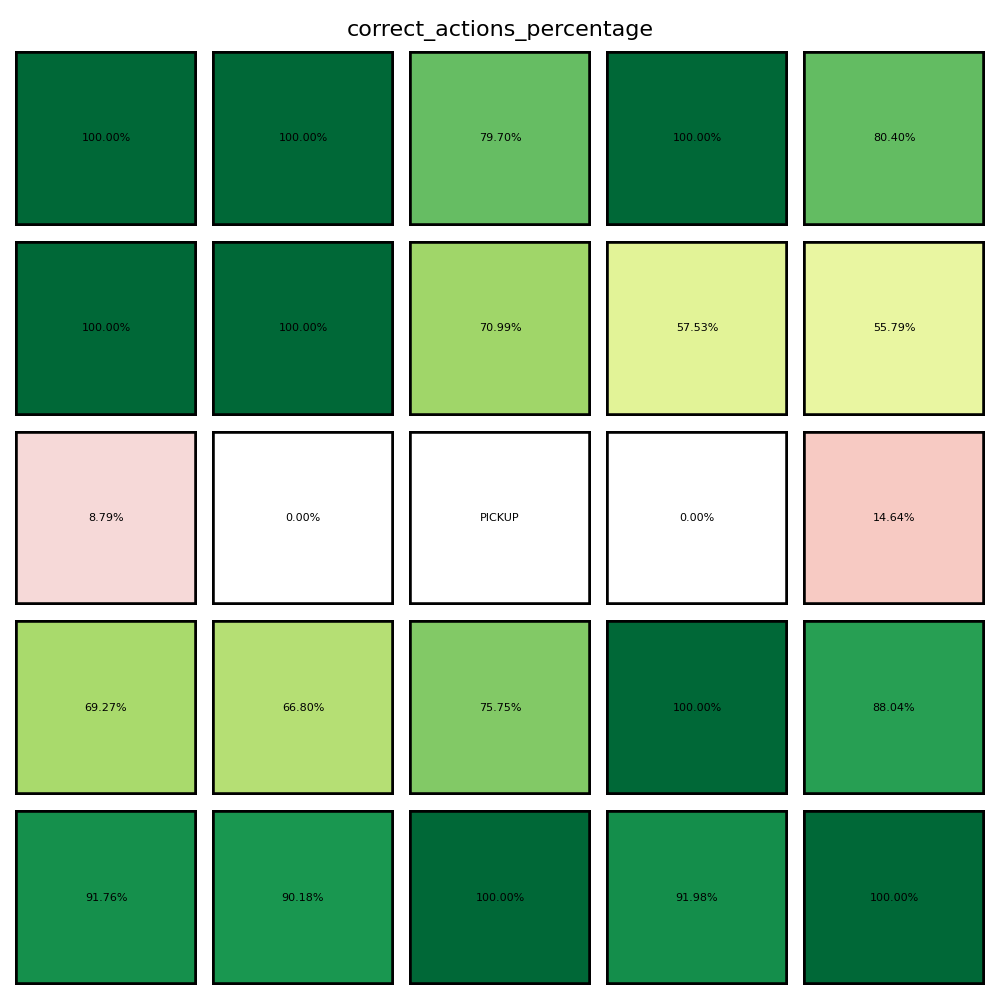 correct_actions_percentage
100.00% 100.00% 79.70% 100.00% 80.40%
100.00% 100.00% 70.99% 57.53% 55.79%
8.79% 0.00% PICKUP 0.00% 14.64%
69.27% 66.80% 75.75% 100.00% 88.04%
91.76% 90.18% 100.00% 91.98% 100.00%